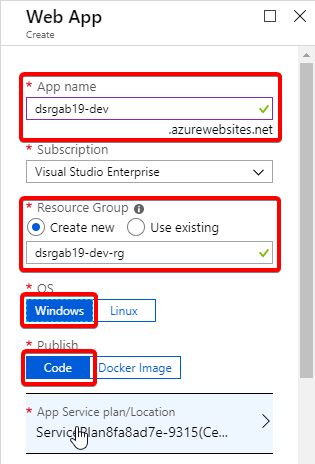 Web App
Create
* App name
dsrgab19-dev
.azurewebsites.net
* Subscription
Visual Studio Enterprise
* Resource Group
Create new Use existing
dsrgab19-dev-rg
* OS
Windows Linux
* Publish
Code Docker Image
* App Service plan/Location
ServicePlan8fa8ad7e-9315(Ce...